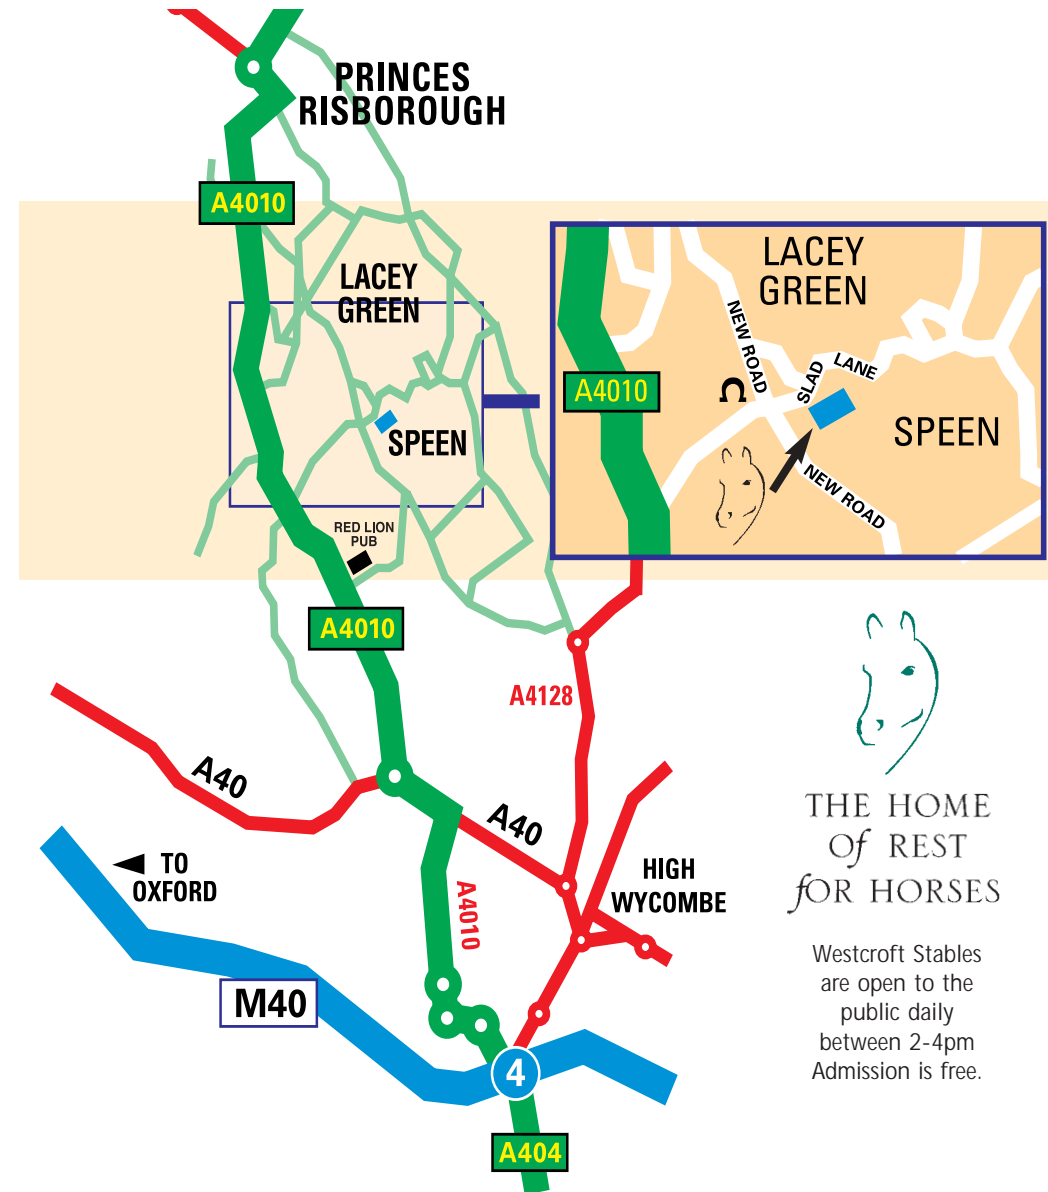 PRINCES
RISBOROUGH
A4010
LACEY
GREEN
SPEEN
RED LION
PUB
LACEY
GREEN
NEW ROAD
SLAD
LANE
A4010
SPEEN
NEW ROAD
A4010
A4128
A40
A40
TO
OXFORD
HIGH
WYCOMBE
A4010
M40
4
A404
THE HOME
Of REST
fOR HORSES
Westcroft Stables
are open to the
public daily
between 2-4pm
Admission is free.